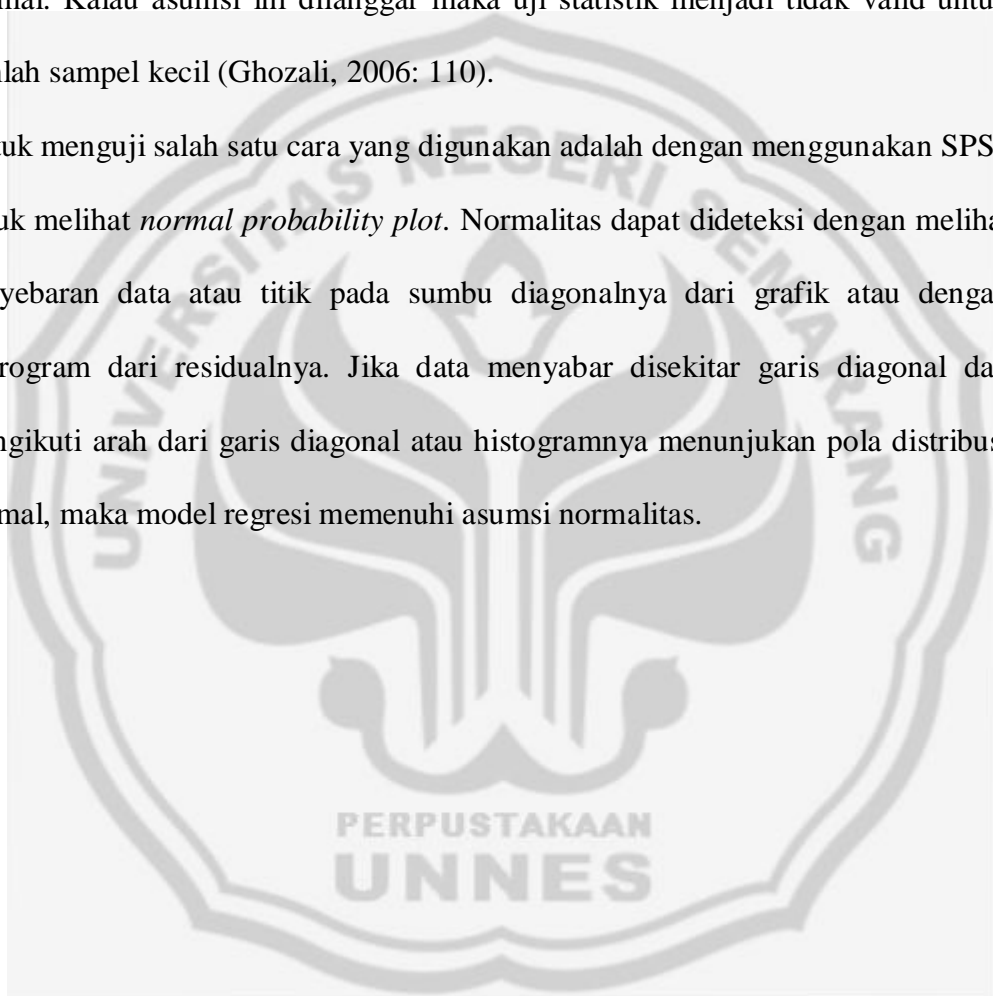 mal. Kalau asumsi ini dilanggar maka uji statistik menjadi tidak valid untu
lah sampel kecil (Ghozali, 2006: 110).
tuk menguji salah satu cara yang digunakan adalah dengan menggunakan SPS
uk melihat normal probability plot. Normalitas dapat dideteksi dengan meliha
yebaran data atau titik pada sumbu diagonalnya dari grafik atau denga
rogram dari residualnya. Jika data menyabar disekitar garis diagonal da
ngikuti arah dari garis diagonal atau histogramnya menunjukan pola distribus
mal, maka model regresi memenuhi asumsi normalitas.
UNIVERSITAS NEGERI SEMARANG
PERPUSTAKAAN
UNNES